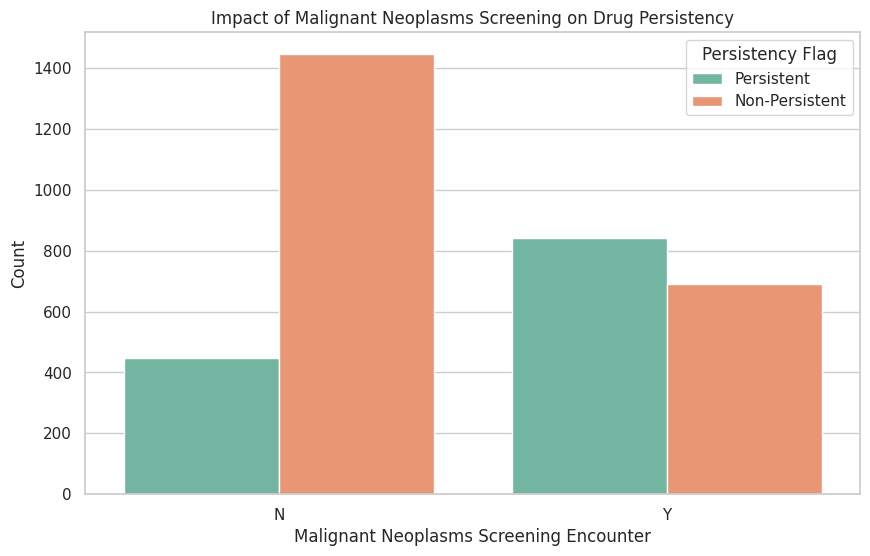 Impact of Malignant Neoplasms Screening on Drug Persistency
Persistency Flag
Persistent
Non-Persistent
1400
1200
1000
800
600
400
200
0
Count
N
Y
Malignant Neoplasms Screening Encounter